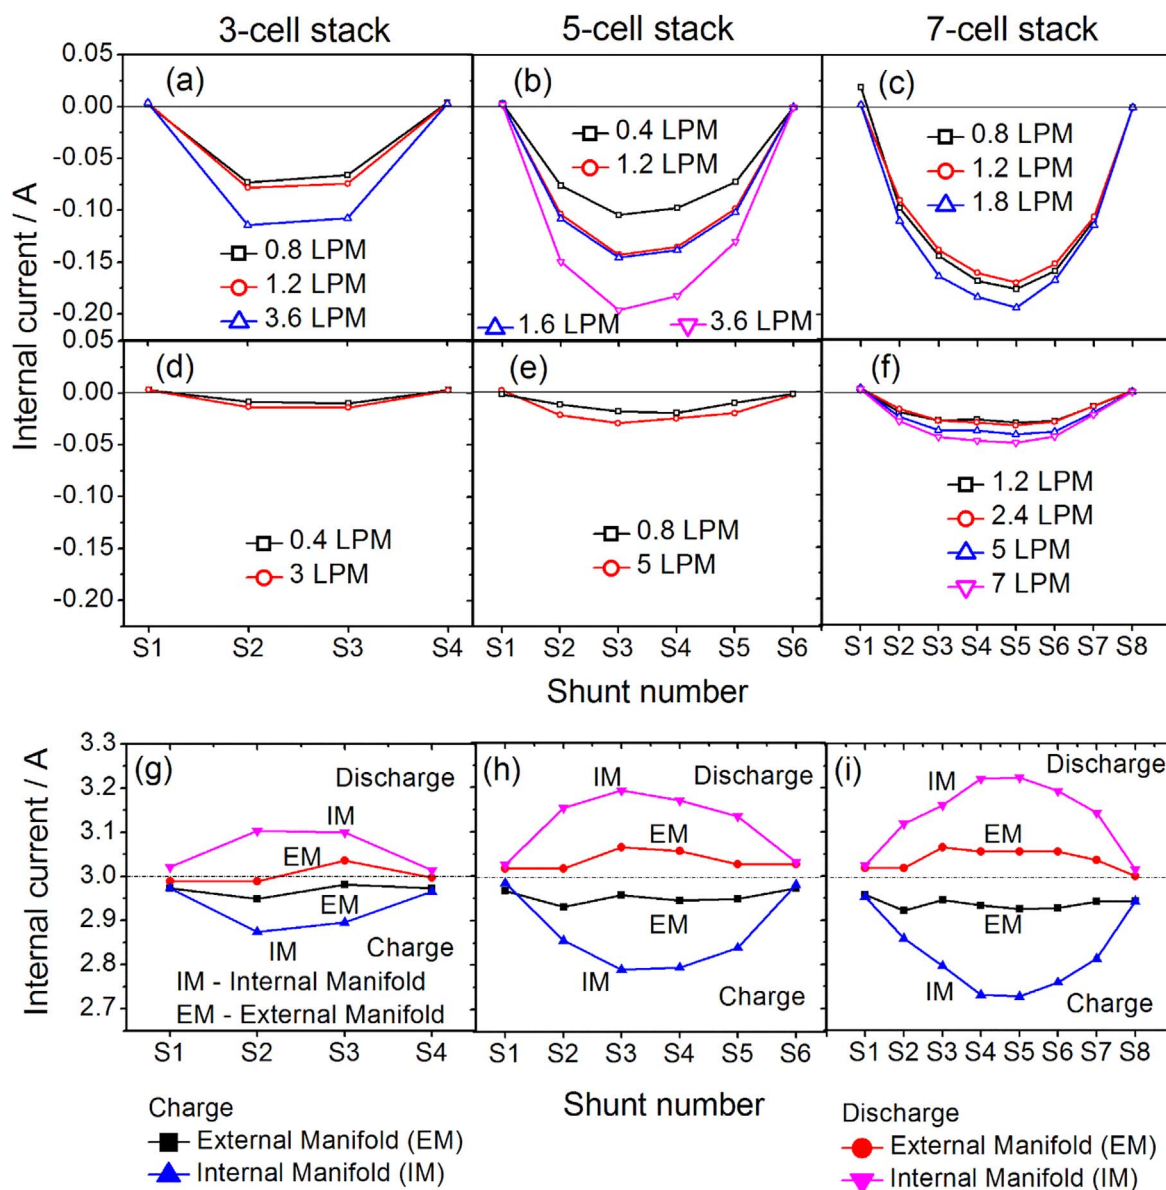 3-cell stack 5-cell stack 7-cell stack
Internal current / A
0.05
0.00
-0.05
-0.10
-0.15
-0.20
(a)
0.8 LPM
1.2 LPM
3.6 LPM
(b)
0.4 LPM
1.2 LPM
1.6 LPM 3.6 LPM
(c)
0.8 LPM
1.2 LPM
1.8 LPM
0.05
0.00
-0.05
-0.10
-0.15
-0.20
(d)
0.4 LPM
3 LPM
S1 S2 S3 S4
(e)
0.8 LPM
5 LPM
S1 S2 S3 S4 S5 S6
(f)
1.2 LPM
2.4 LPM
5 LPM
7 LPM
S1 S2 S3 S4 S5 S6 S7 S8
Shunt number
Internal current / A
3.3
3.2
3.1
3.0
2.9
2.8
2.7
(g)
Discharge
IM
EM
EM
IM
Charge
IM - Internal Manifold
EM - External Manifold
S1 S2 S3 S4
(h)
IM
Discharge
EM
EM
IM
Charge
S1 S2 S3 S4 S5 S6
(i)
Discharge
IM
EM
EM
IM
Charge
S1 S2 S3 S4 S5 S6 S7 S8
Shunt number
Charge
External Manifold (EM)
Internal Manifold (IM)
Discharge
External Manifold (EM)
Internal Manifold (IM)